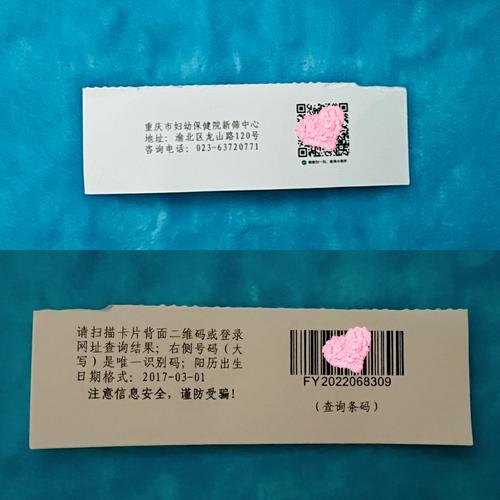 重庆市妇幼保健院新筛中心
地址：渝北区龙山路120号
咨询电话：023-63720771
请扫描卡片背面二维码或登录
网址查询结果；右侧号码（大
写）是唯一识别码；阳历出生
日期格式：2017-03-01
注意信息安全，谨防受骗！
FY2022068309
（查询条码）